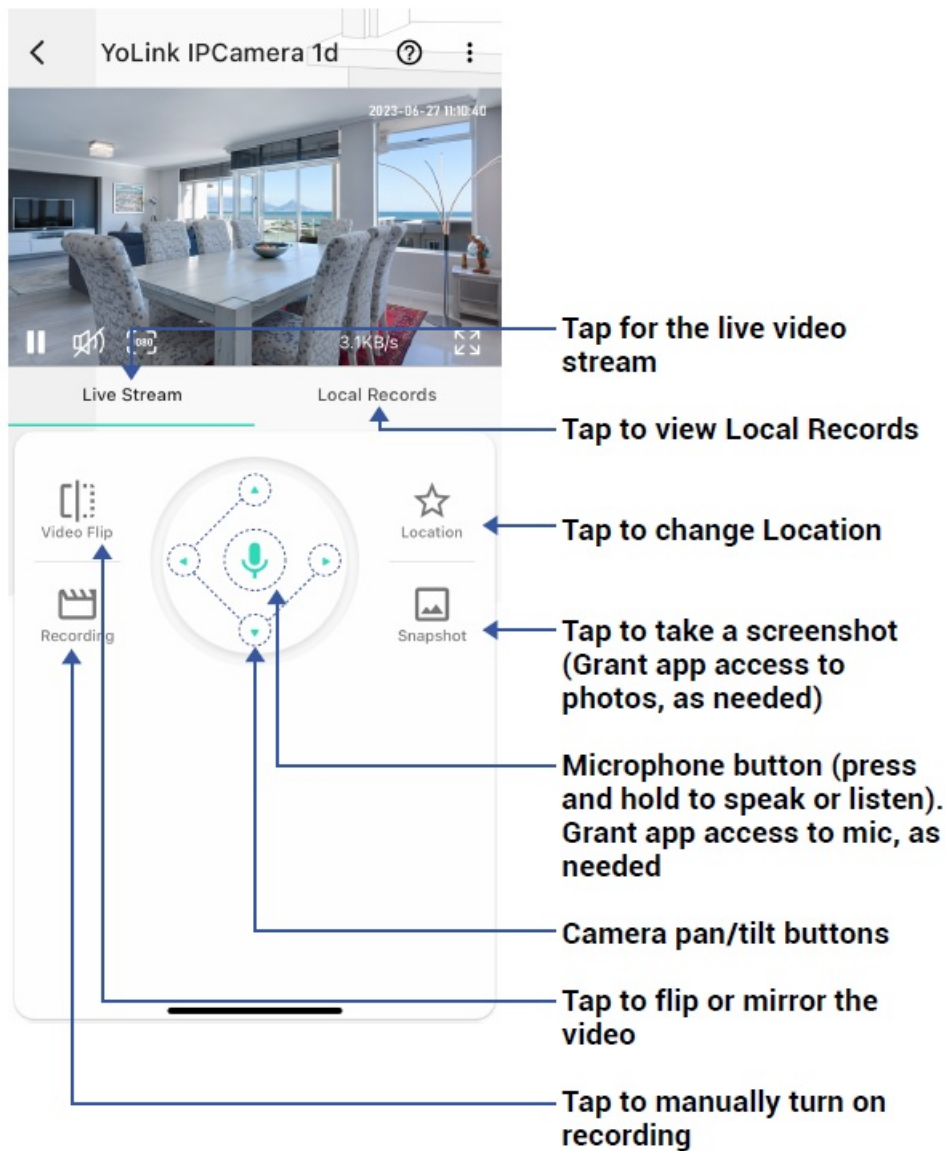 YoLink IPCamera 1d
2023-06-27 11:10:40
1080
3.1KB/s
Live Stream
Local Records
Video Flip
Location
Recording
Snapshot
Tap for the live video
stream
Tap to view Local Records
Tap to change Location
Tap to take a screenshot
(Grant app access to
photos, as needed)
Microphone button (press
and hold to speak or listen).
Grant app access to mic, as
needed
Camera pan/tilt buttons
Tap to flip or mirror the
video
Tap to manually turn on
recording